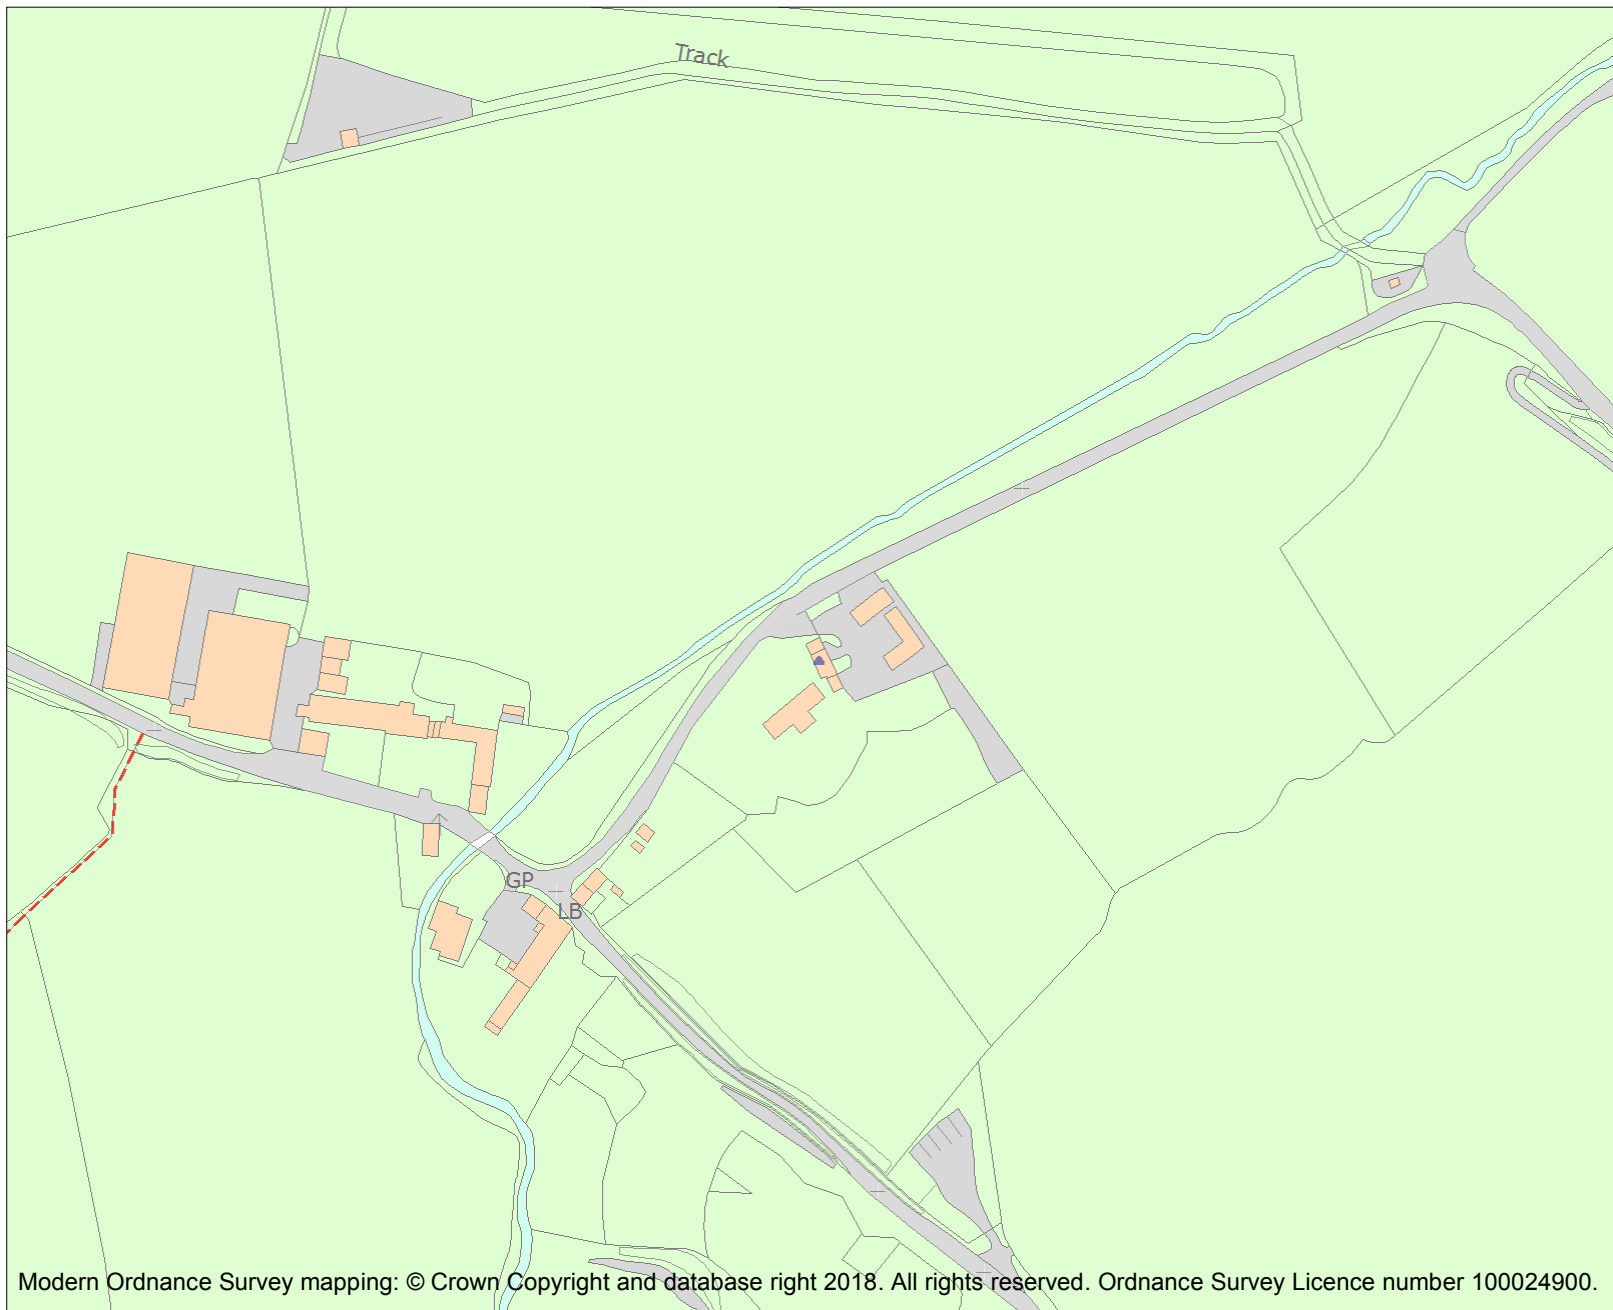 Track
GP
LB
Modern Ordnance Survey mapping: © Crown Copyright and database right 2018. All rights reserved. Ordnance Survey Licence number 100024900.